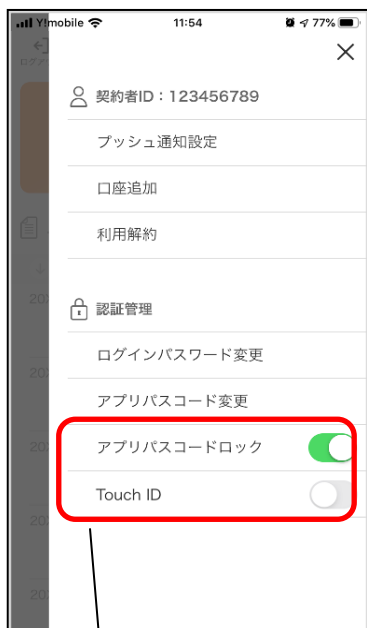 Y!mobile 11:54 77%
契約者ID：123456789
プッシュ通知設定
口座追加
利用解約
認証管理
ログインパスワード変更
アプリパスコード変更
アプリパスコードロック
Touch ID